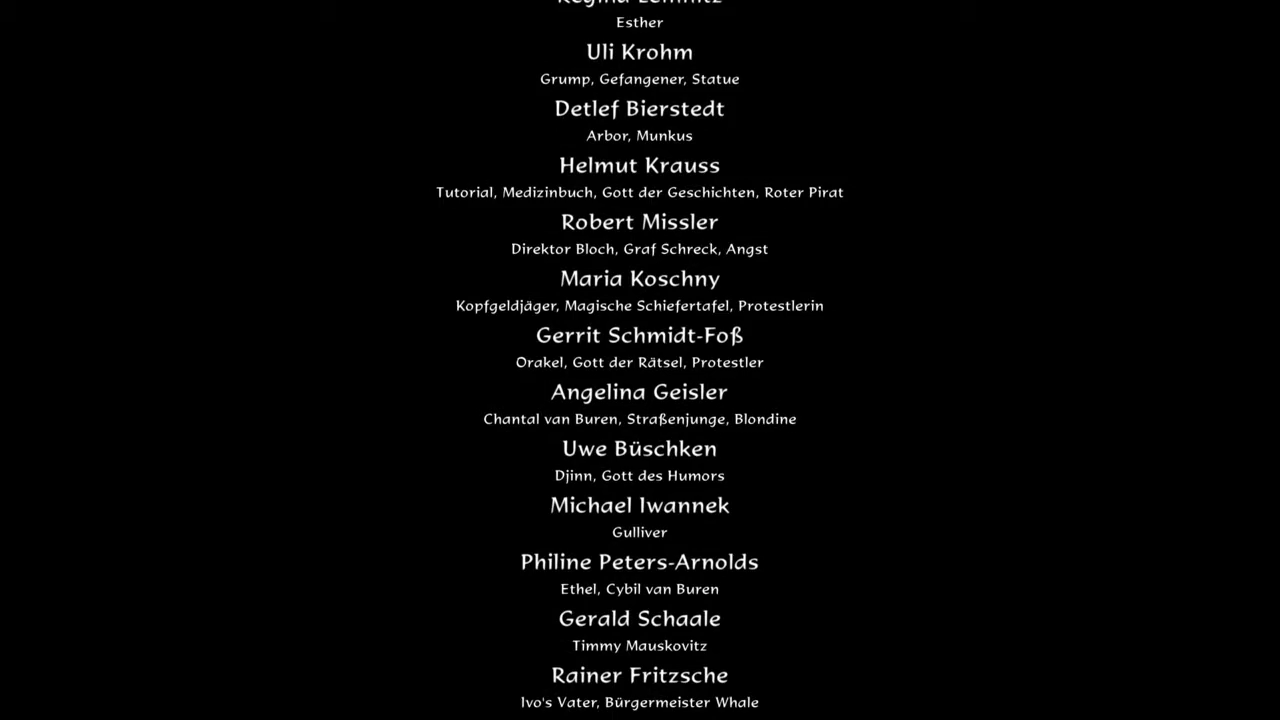 Regina Lemnitz
Esther
Uli Krohm
Grump, Gefangener, Statue
Detlef Bierstedt
Arbor, Munkus
Helmut Krauss
Tutorial, Medizinbuch, Gott der Geschichten, Roter Pirat
Robert Missler
Direktor Bloch, Graf Schreck, Angst
Maria Koschny
Kopfgeldjäger, Magische Schiefertafel, Protestlerin
Gerrit Schmidt-Foß
Orakel, Gott der Rätsel, Protestler
Angelina Geisler
Chantal van Buren, Straßenjunge, Blondine
Uwe Büschken
Djinn, Gott des Humors
Michael Iwannek
Gulliver
Philine Peters-Arnolds
Ethel, Cybil van Buren
Gerald Schaale
Timmy Mauskovitz
Rainer Fritzsche
Ivo's Vater, Bürgermeister Whale